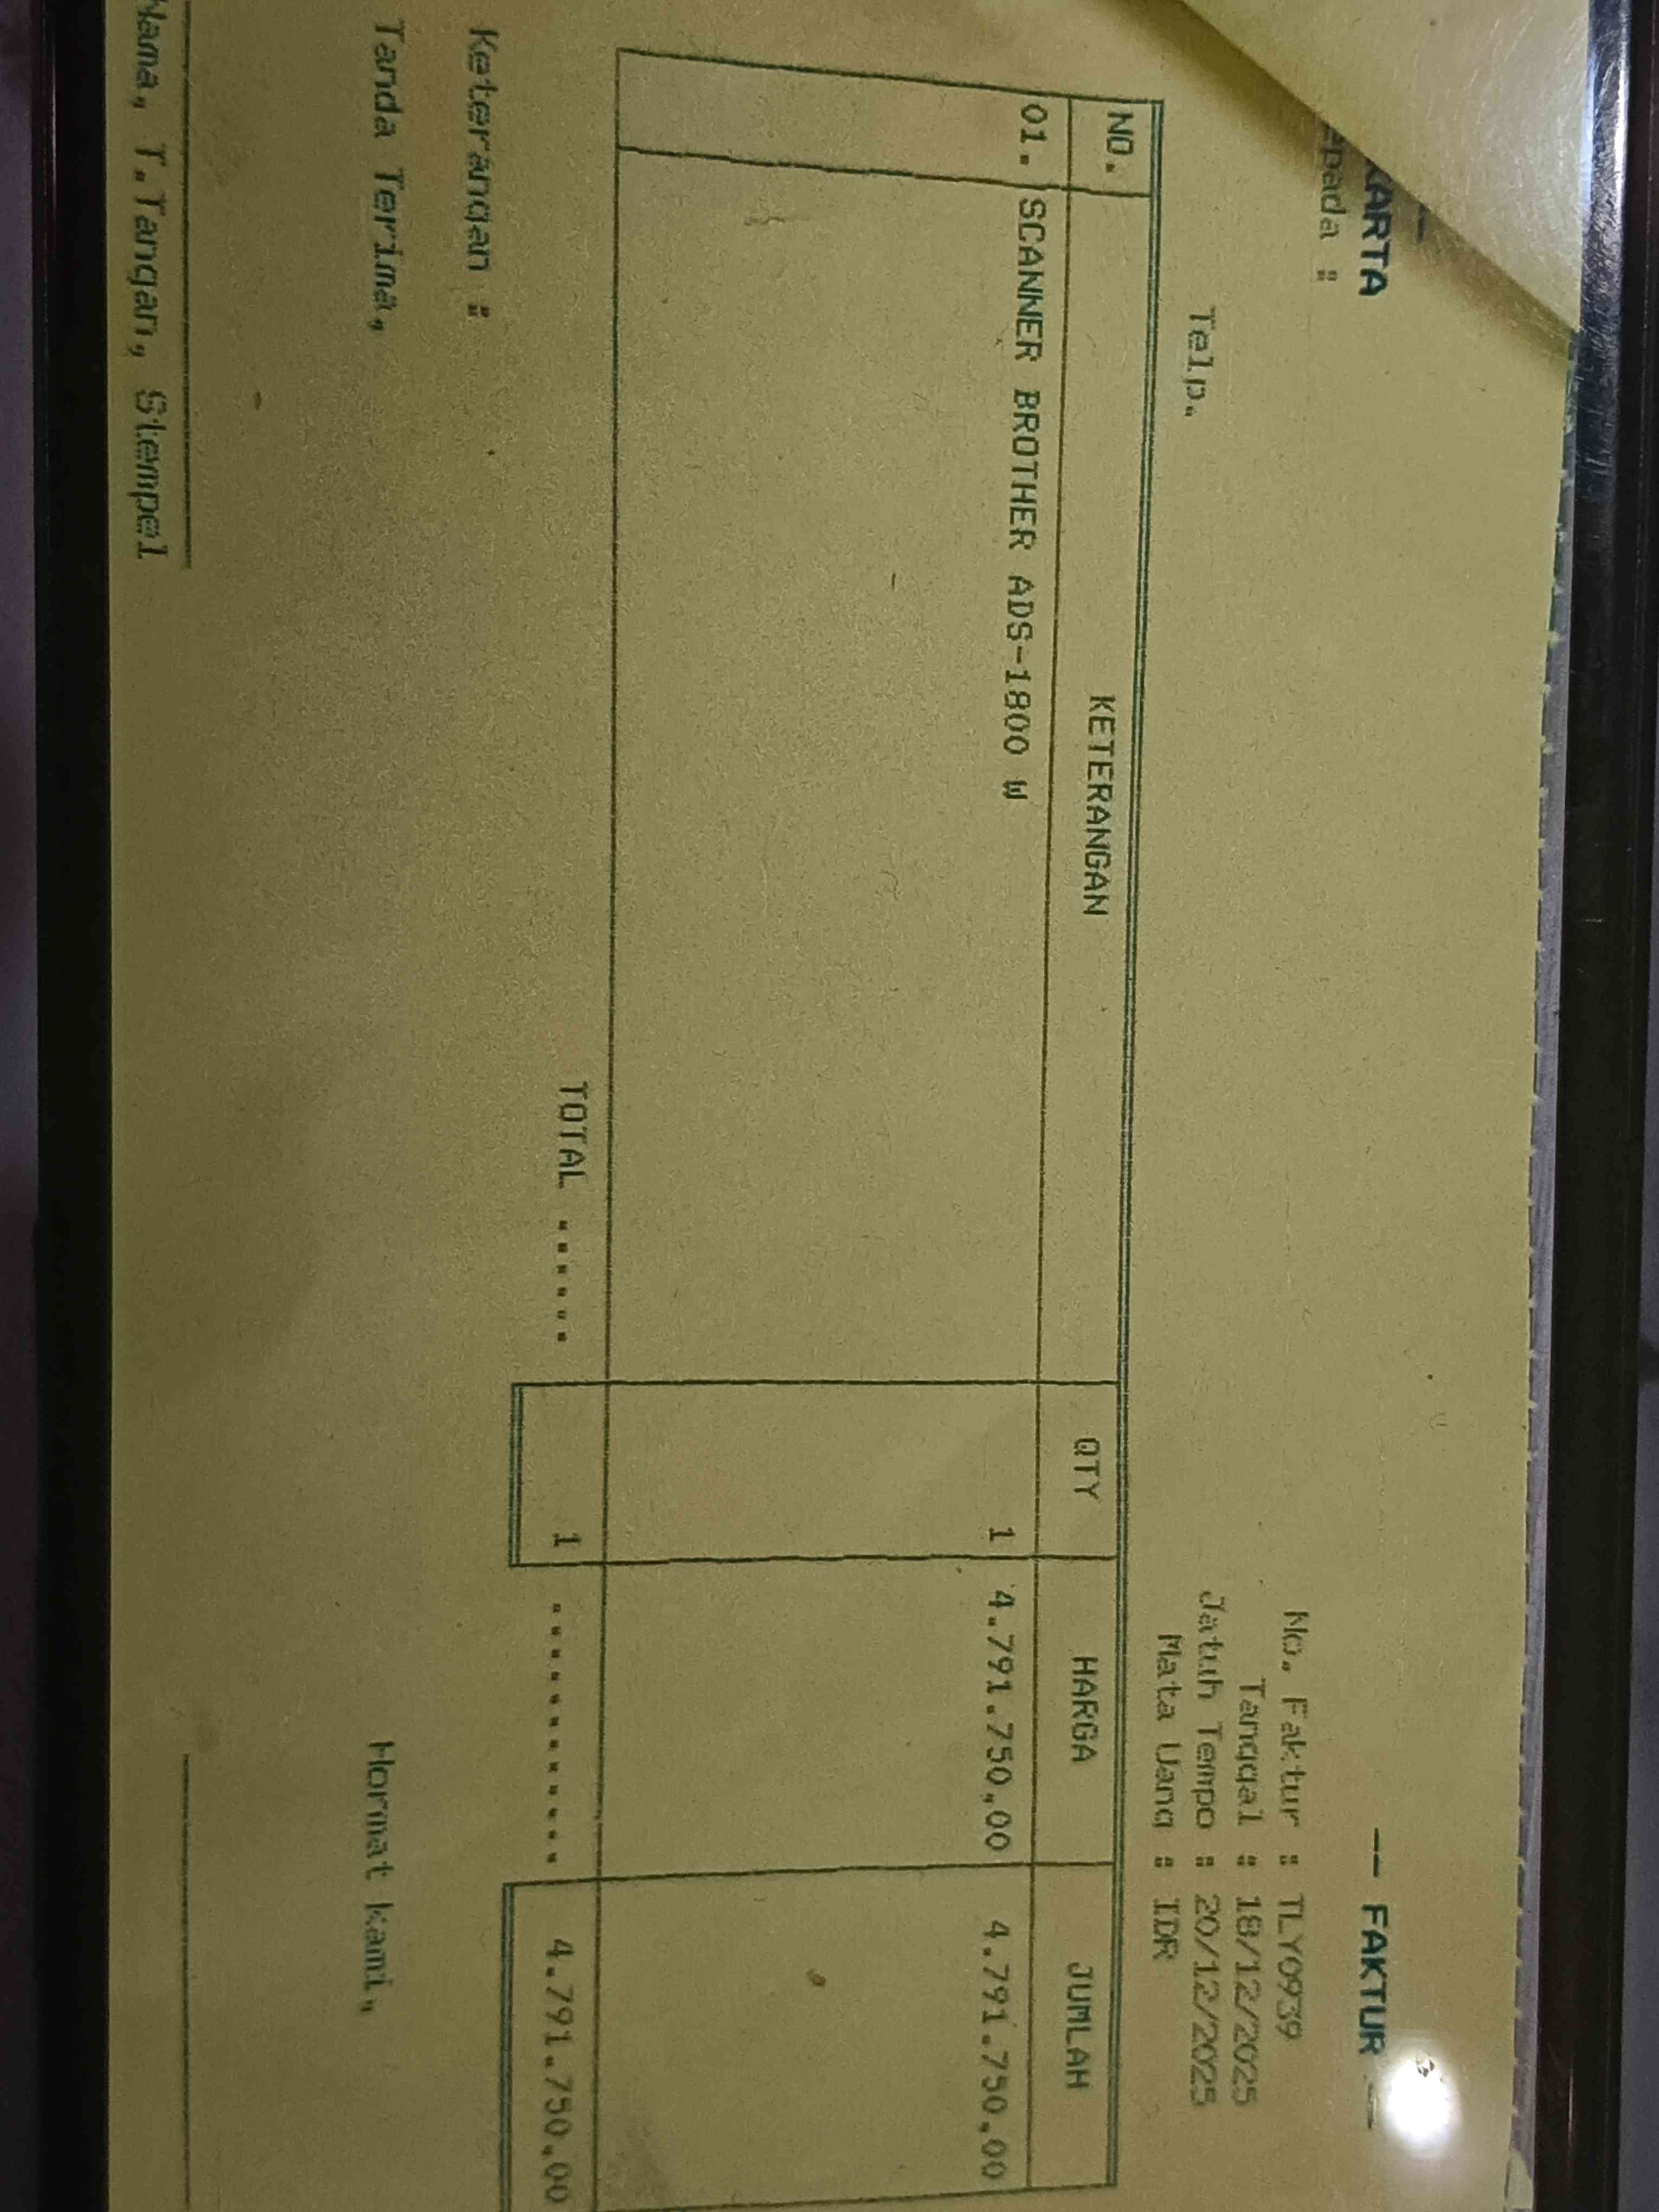 -- FAKTUR
No. Faktur : TLY0939
Tanggal : 18/12/2025
Telp. Jatuh Tempo : 20/12/2025
Mata Uang : IDR
NO. KETERANGAN QTY HARGA JUMLAH
01. SCANNER BROTHER ADS-1800 W 1 4.791.750,00 4.791.750,00
TOTAL ...... 1 ............ 4.791.750,00
Keterangan :
Tanda Terima, Hormat kami,
Nama, T.Tangan, Stempel